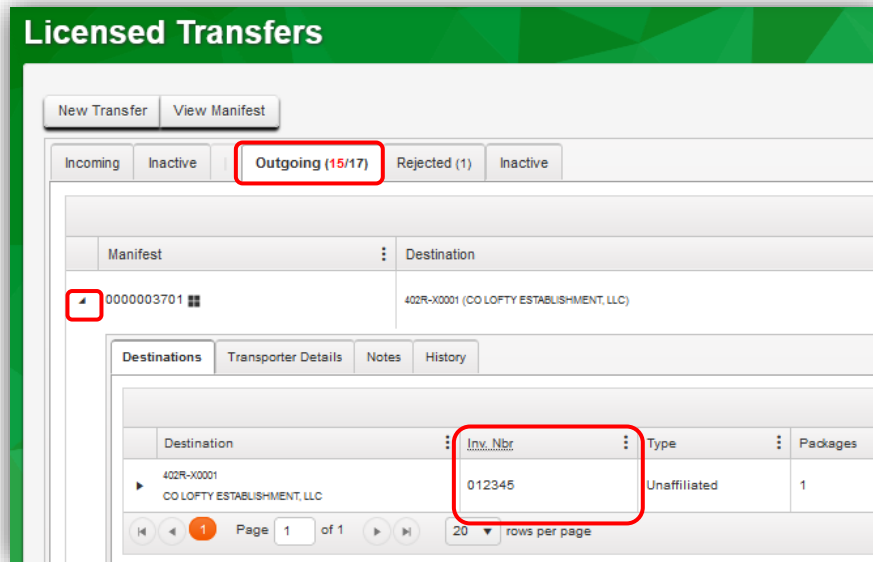 Licensed Transfers
New Transfer View Manifest
Incoming Inactive Outgoing (15/17) Rejected (1) Inactive
Manifest Destination
0000003701 402R-X0001 (CO LOFTY ESTABLISHMENT, LLC)
Destinations Transporter Details Notes History
Destination Inv. Nbr Type Packages
402R-X0001
CO LOFTY ESTABLISHMENT, LLC 012345 Unaffiliated 1
1 Page 1 of 1 20 rows per page